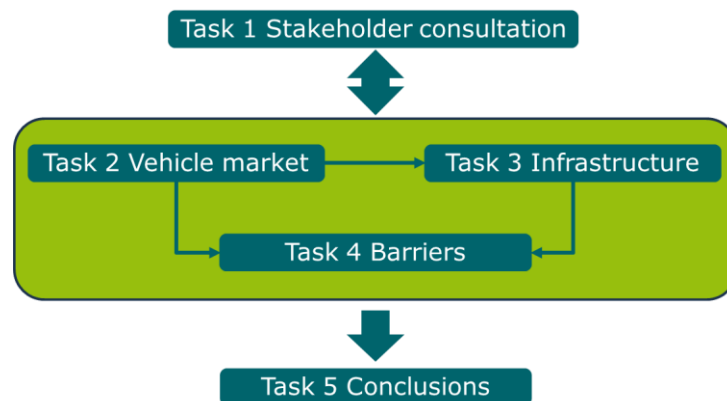 Task 1 Stakeholder consultation
Task 2 Vehicle market
Task 3 Infrastructure
Task 4 Barriers
Task 5 Conclusions